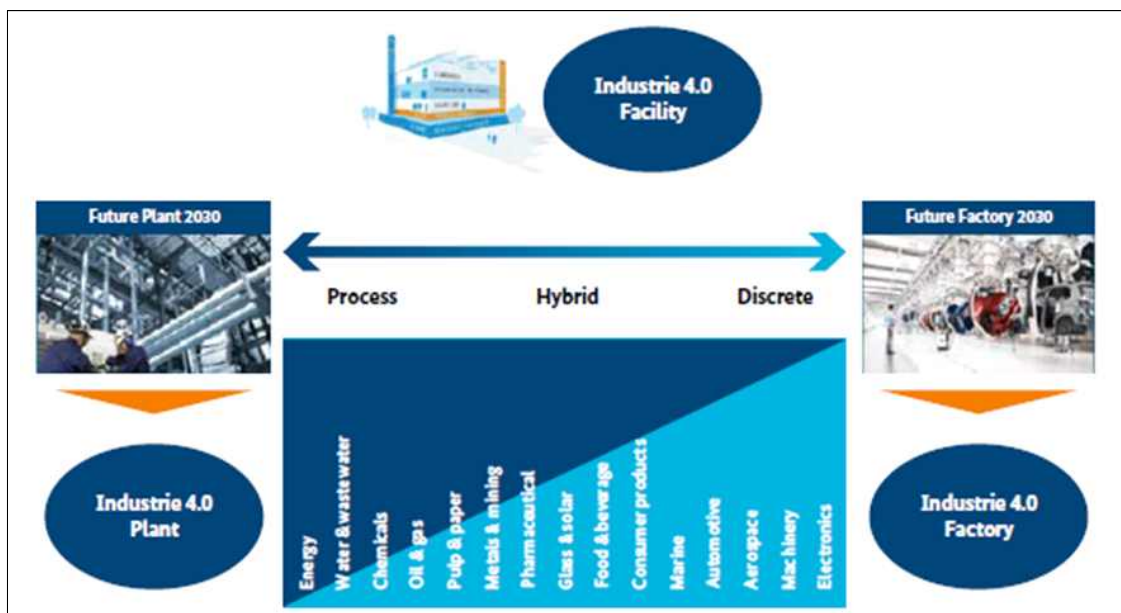 Industrie 4.0
Facility
Future Plant 2030
Future Factory 2030
Process
Hybrid
Discrete
Industrie 4.0
Plant
Energy
Water & wastewater
Chemicals
Oil & gas
Pulp & paper
Metals & mining
Pharmaceutical
Glass & solar
Food & beverage
Consumer products
Marine
Automotive
Aerospace
Machinery
Electronics
Industrie 4.0
Factory